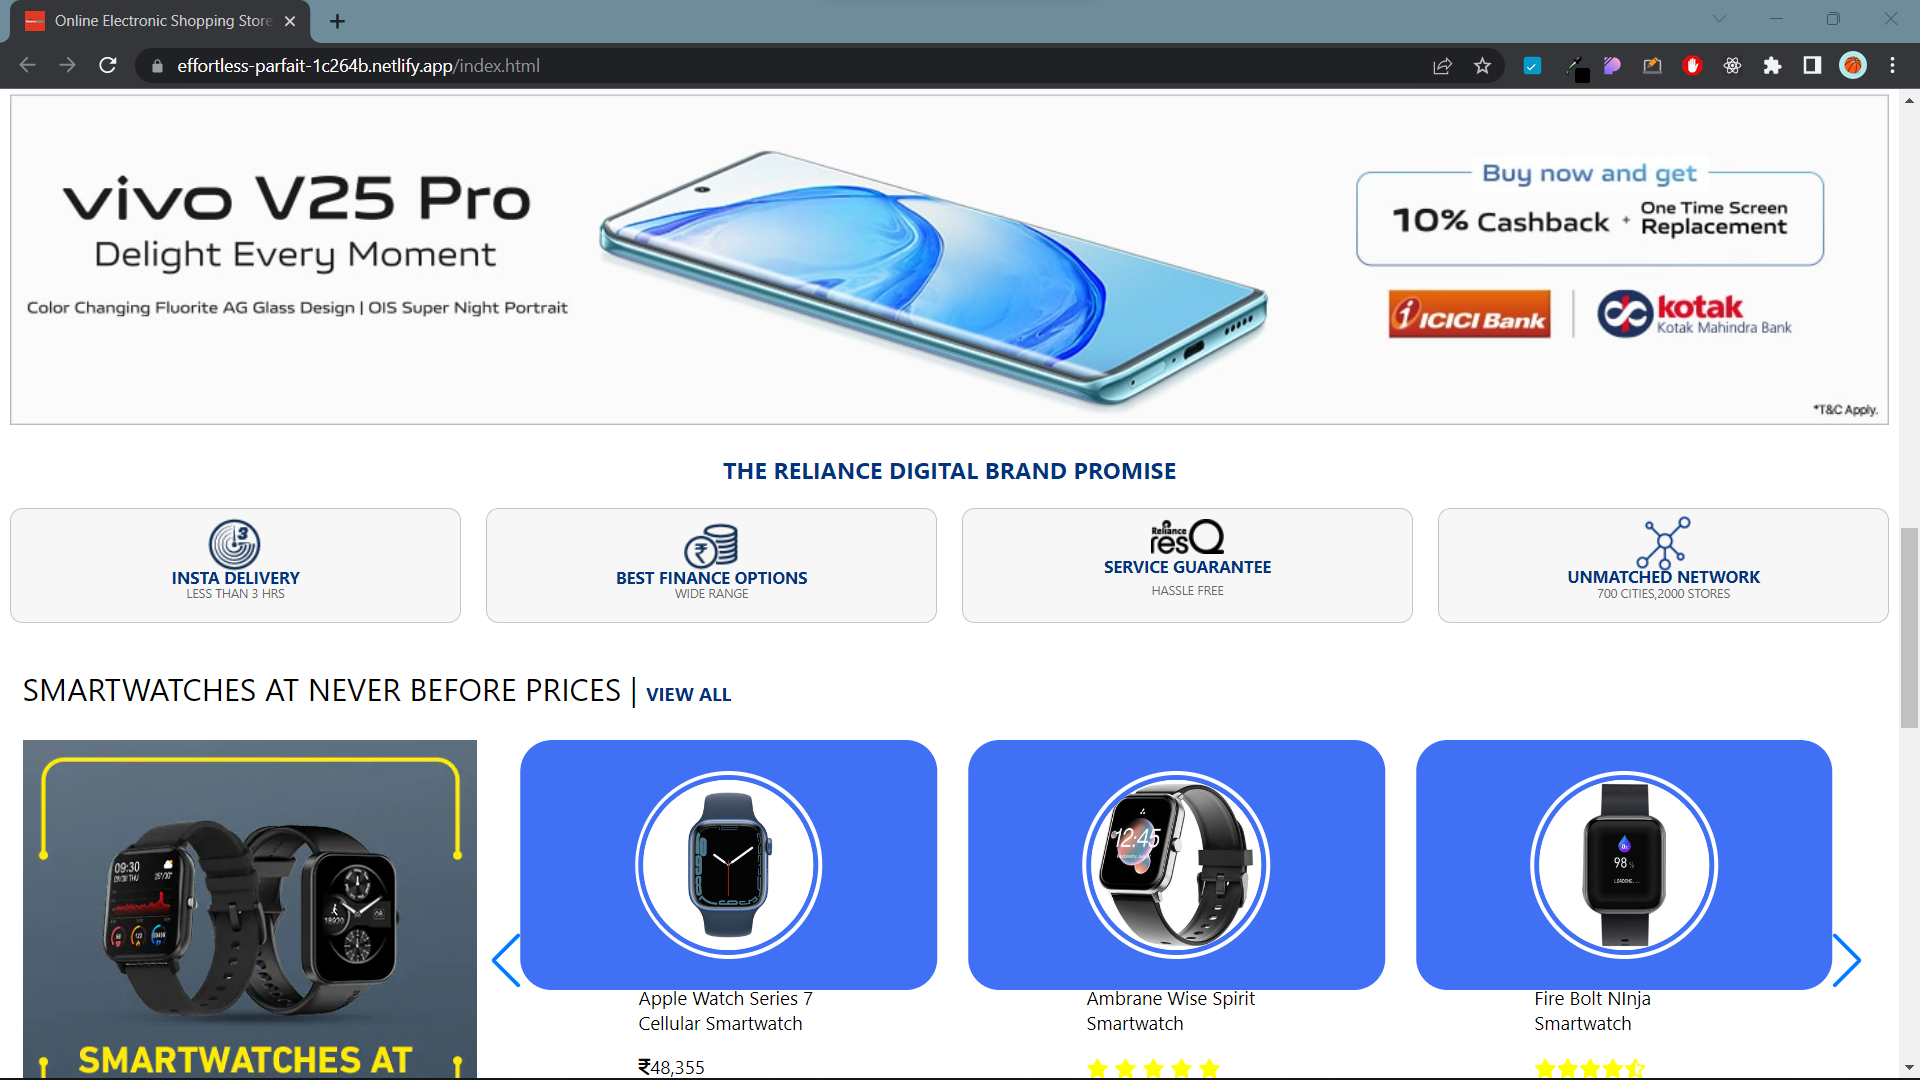 Online Electronic Shopping Store
effortless-parfait-1c264b.netlify.app/index.html
vivo V25 Pro
Delight Every Moment
Color Changing Fluorite AG Glass Design | OIS Super Night Portrait
Buy now and get
10% Cashback + One Time Screen Replacement
ICICI Bank
kotak
Kotak Mahindra Bank
*T&C Apply.
THE RELIANCE DIGITAL BRAND PROMISE
3
INSTA DELIVERY
LESS THAN 3 HRS
₹
BEST FINANCE OPTIONS
WIDE RANGE
Reliance
resQ
SERVICE GUARANTEE
HASSLE FREE
UNMATCHED NETWORK
700 CITIES,2000 STORES
SMARTWATCHES AT NEVER BEFORE PRICES | VIEW ALL
09:30
18920
SMARTWATCHES AT
Apple Watch Series 7
Cellular Smartwatch
₹48,355
12:45
Ambrane Wise Spirit
Smartwatch
98 %
LOADING...
Fire Bolt NInja
Smartwatch